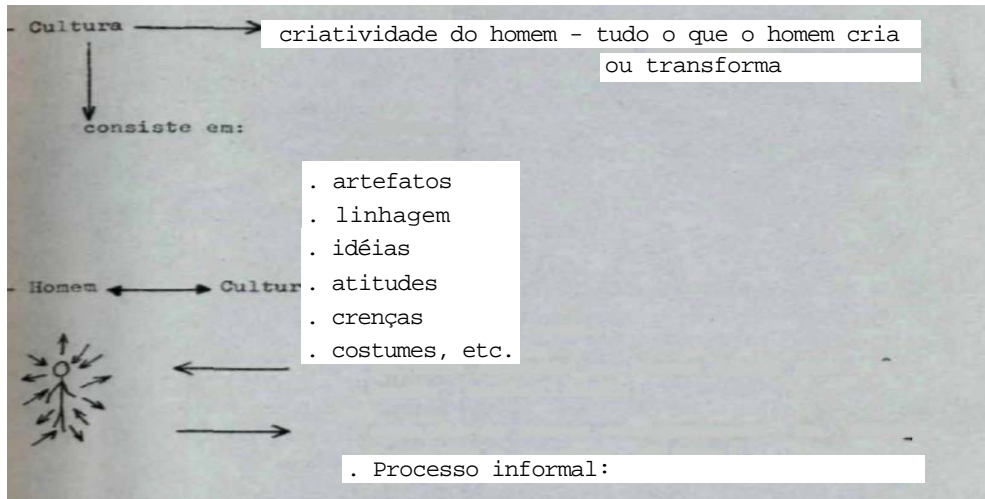 - Cultura criatividade do homem - tudo o que o homem cria
ou transforma
consiste em:
. artefatos
. linhagem
. idéias
- Homem Cultur . atitudes
. crenças
. costumes, etc.
. Processo informal: